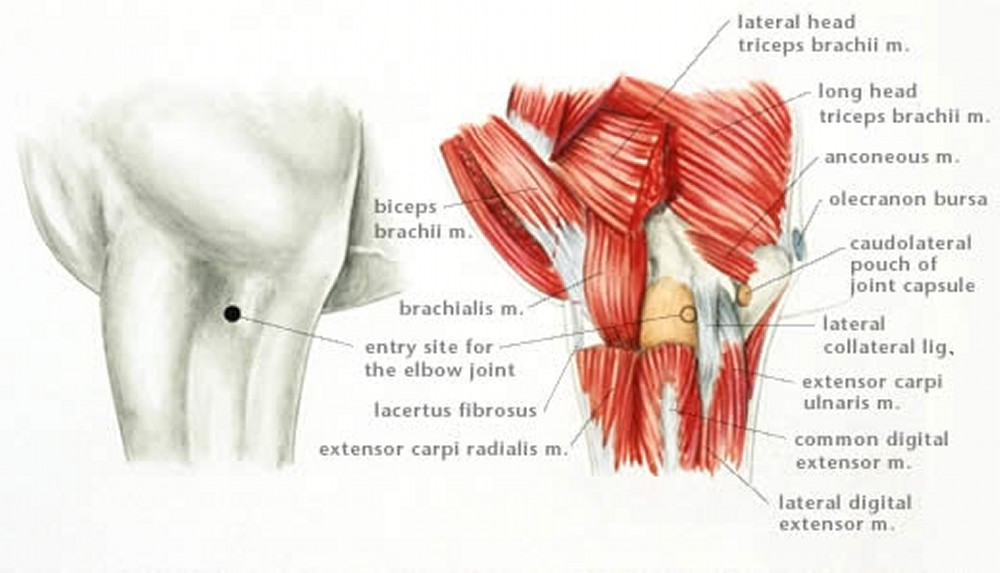 lateral head
triceps brachii m.
long head
triceps brachii m.
anconeous m.
olecranon bursa
caudolateral
pouch of
joint capsule
lateral
collateral lig.
extensor carpi
ulnaris m.
common digital
extensor m.
lateral digital
extensor m.
biceps
brachii m.
brachialis m.
entry site for
the elbow joint
lacertus fibrosus
extensor carpi radialis m.